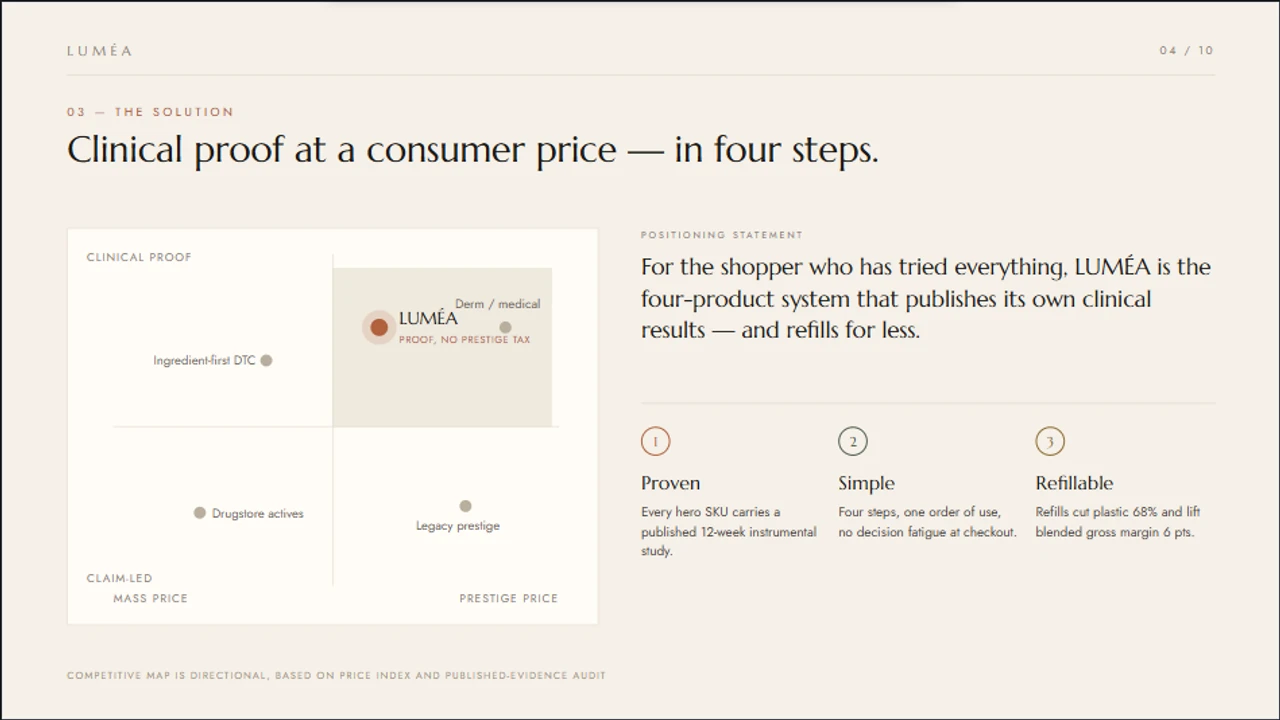 LUMÉA
04 / 10
03 — THE SOLUTION
Clinical proof at a consumer price — in four steps.
CLINICAL PROOF
Derm / medical
LUMÉA
PROOF, NO PRESTIGE TAX
Ingredient-first DTC
Drugstore actives
Legacy prestige
CLAIM-LED
MASS PRICE
PRESTIGE PRICE
POSITIONING STATEMENT
For the shopper who has tried everything, LUMÉA is the
four-product system that publishes its own clinical
results — and refills for less.
1
Proven
Every hero SKU carries a
published 12-week instrumental
study.
2
Simple
Four steps, one order of use,
no decision fatigue at checkout.
3
Refillable
Refills cut plastic 68% and lift
blended gross margin 6 pts.
COMPETITIVE MAP IS DIRECTIONAL, BASED ON PRICE INDEX AND PUBLISHED-EVIDENCE AUDIT